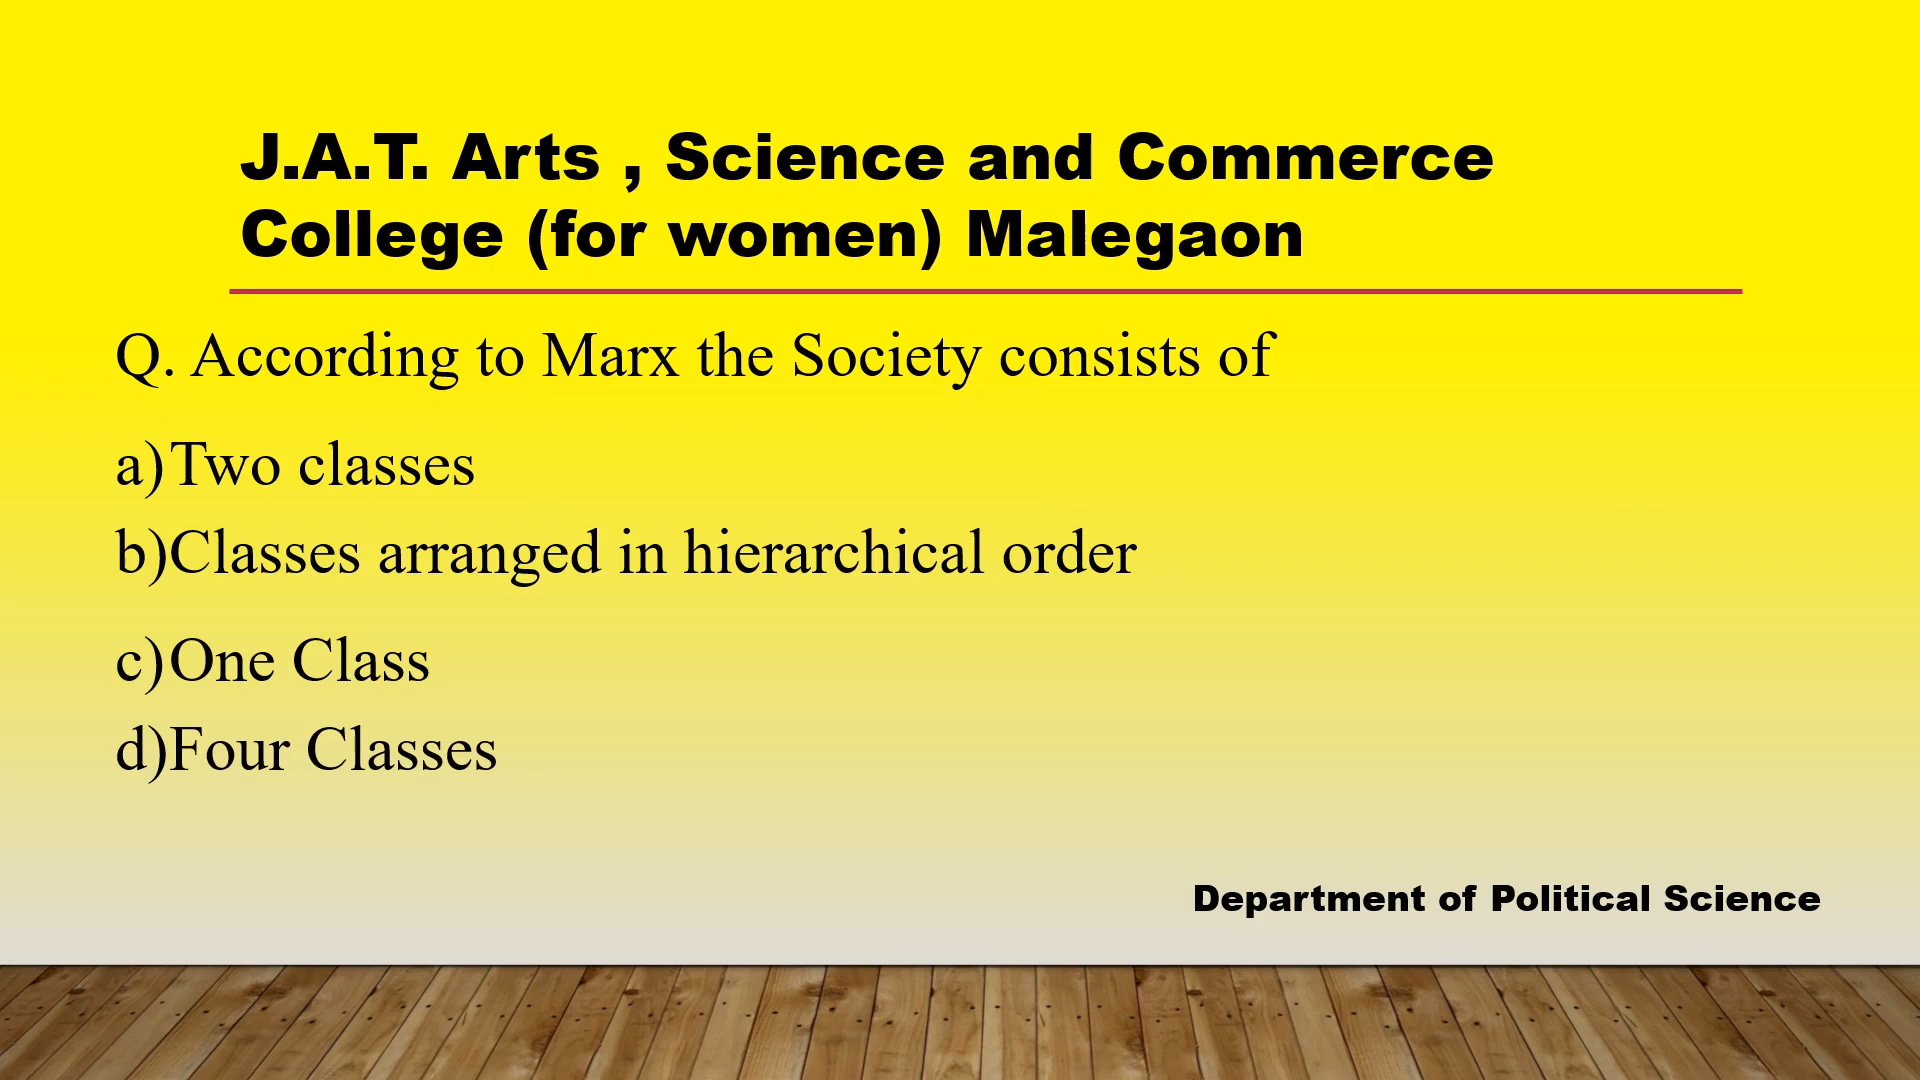 J.A.T. Arts , Science and Commerce
College (for women) Malegaon
Q. According to Marx the Society consists of
a) Two classes
b)Classes arranged in hierarchical order
c) One Class
d)Four Classes
Department of Political Science